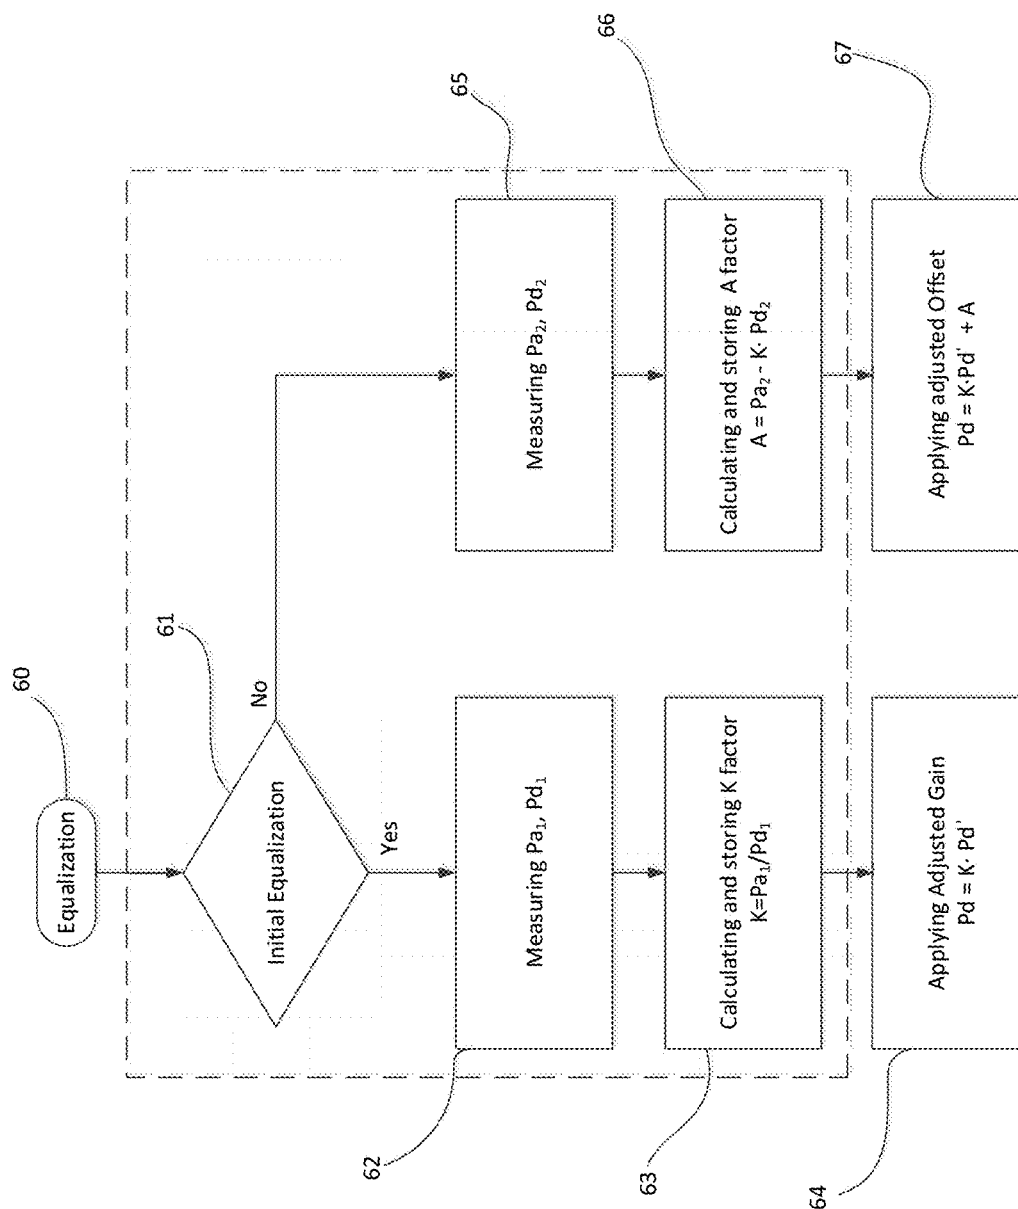 Equalization
60
Initial Equalization
61
Yes
No
Measuring Pa₁, Pd₁
62
Calculating and storing K factor
K=Pa₁/Pd₁
63
Applying Adjusted Gain
Pd = K· Pd'
64
Measuring Pa₂, Pd₂
65
Calculating and storing A factor
A = Pa₂ - K· Pd₂
66
Applying adjusted Offset
Pd = K·Pd' + A
67